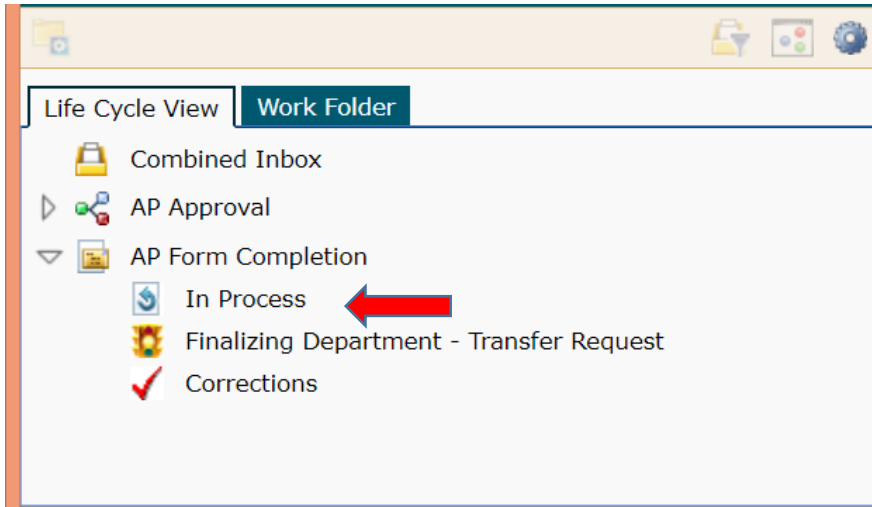 Life Cycle View Work Folder
Combined Inbox
AP Approval
AP Form Completion
In Process
Finalizing Department - Transfer Request
Corrections